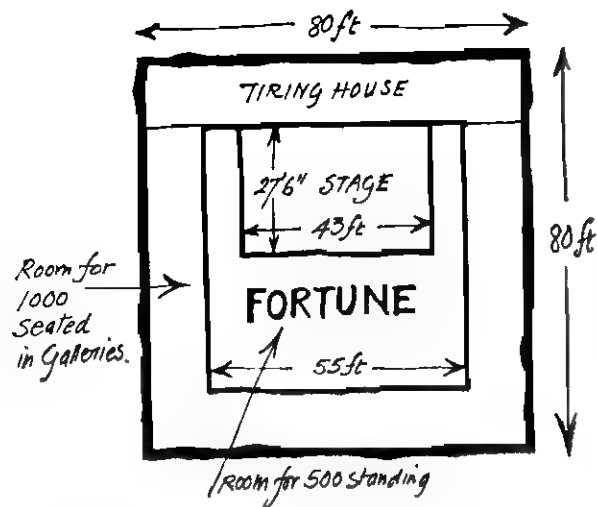 80ft
TIRING HOUSE
27'6" STAGE
43ft
80ft
Room for
1000
Seated
in Galleries.
FORTUNE
55ft
Room for 500 standing